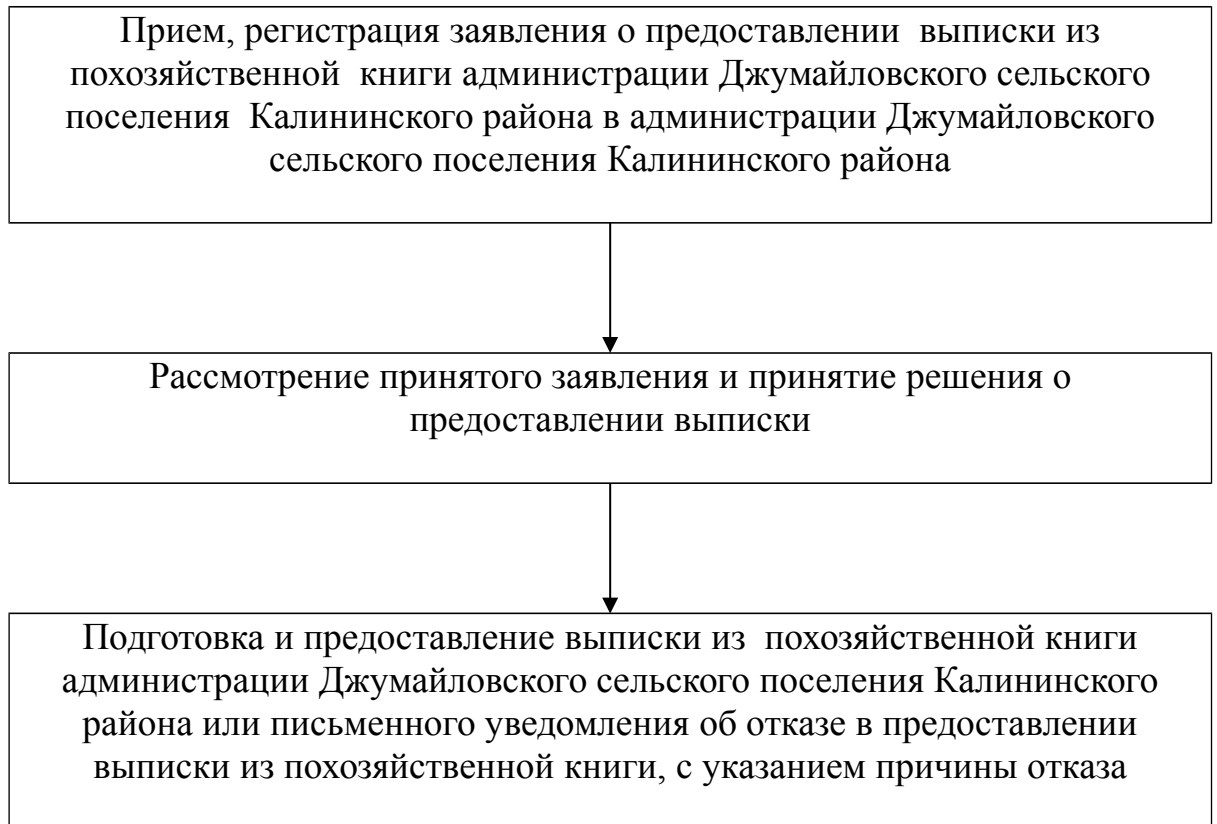 Прием, регистрация заявления о предоставлении  выписки из
похозяйственной  книги администрации Джумайловского сельского
поселения  Калининского района в администрации Джумайловского
сельского поселения Калининского района
Рассмотрение принятого заявления и принятие решения о
предоставлении выписки
Подготовка и предоставление выписки из  похозяйственной книги
администрации Джумайловского сельского поселения Калининского
района или письменного уведомления об отказе в предоставлении
выписки из похозяйственной книги, с указанием причины отказа